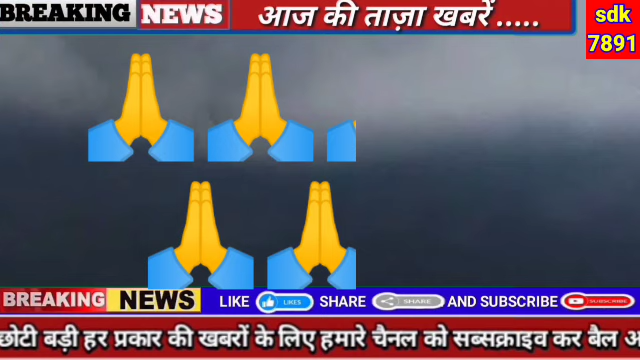 BREAKING NEWS आज की ताज़ा खबरें.....
sdk
7891
BREAKING NEWS LIKE LIKES SHARE SHARE AND SUBSCRIBE SUBSCRIBE
छोटी बड़ी हर प्रकार की खबरों के लिए हमारे चैनल को सब्सक्राइव कर बैल